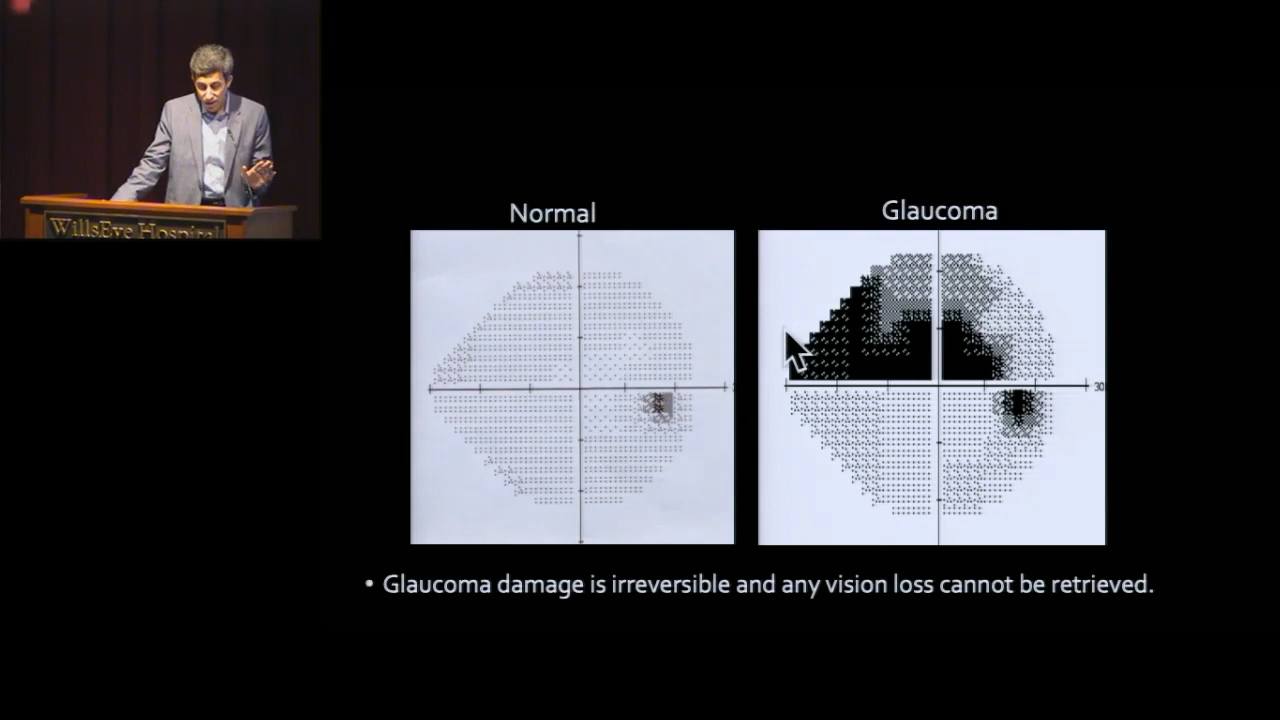 WillsEye Hospital
Normal
Glaucoma
30
• Glaucoma damage is irreversible and any vision loss cannot be retrieved.